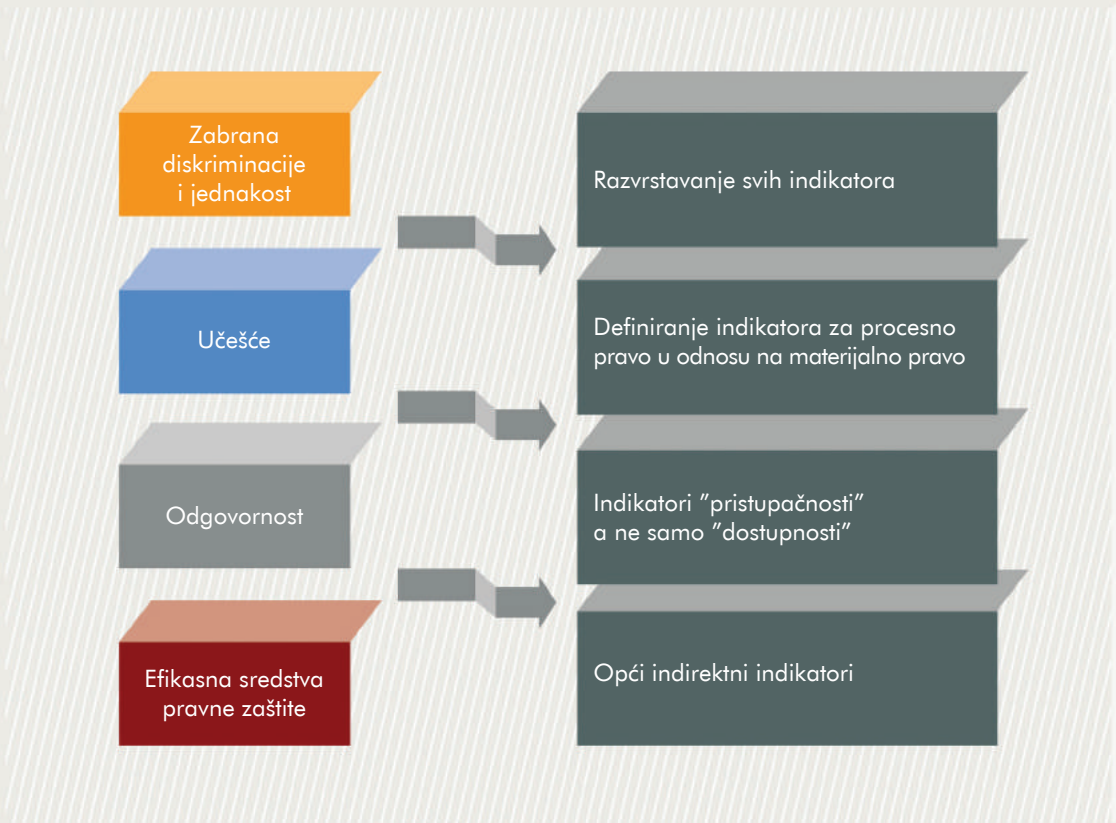 Zabrana
diskriminacije
i jednakost
Učešće
Odgovornost
Efikasna sredstva
pravne zaštite
Razvrstavanje svih indikatora
Definiranje indikatora za procesno
pravo u odnosu na materijalno pravo
Indikatori ”pristupačnosti”
a ne samo ”dostupnosti”
Opći indirektni indikatori